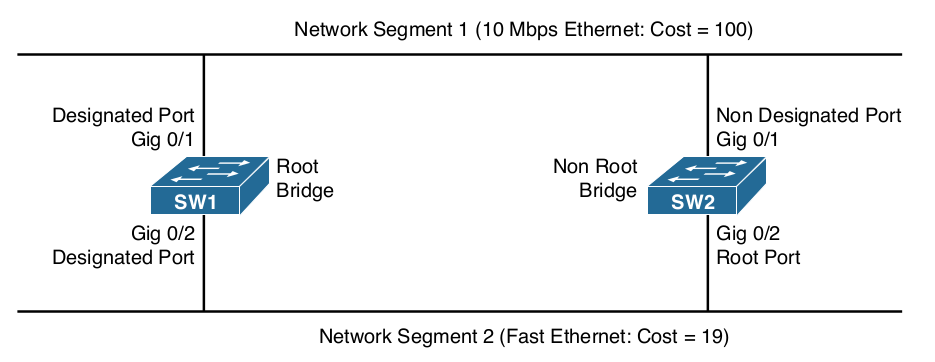 Network Segment 1 (10 Mbps Ethernet: Cost = 100)
Designated Port
Gig 0/1
Non Designated Port
Gig 0/1
Root
Bridge
Non Root
Bridge
SW1
SW2
Gig 0/2
Designated Port
Gig 0/2
Root Port
Network Segment 2 (Fast Ethernet: Cost = 19)